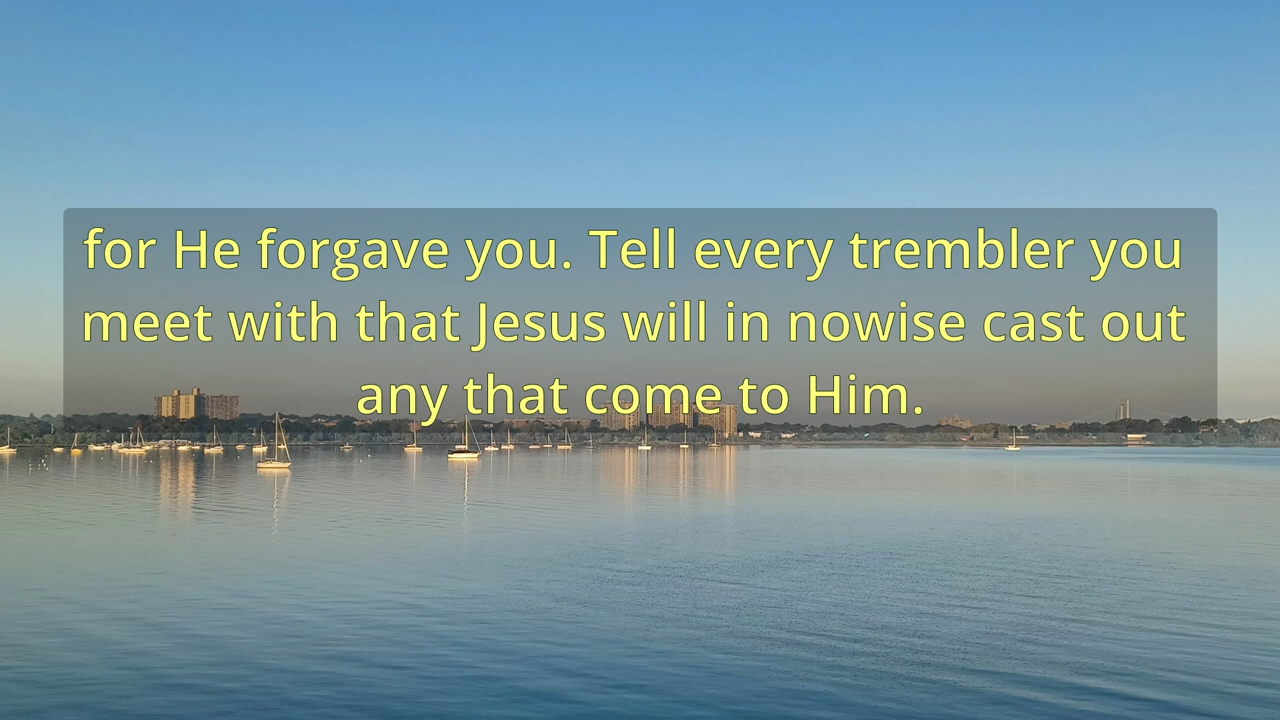 for He forgave you. Tell every trembler you
meet with that Jesus will in nowise cast out
any that come to Him.